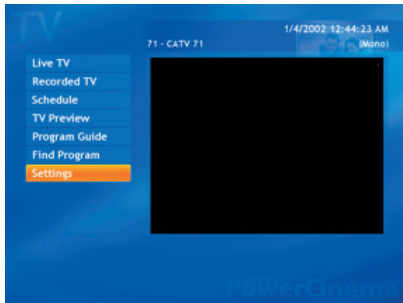 TV
1/4/2002 12:44:23 AM
71 - CATV 71 (Mono)
Live TV
Recorded TV
Schedule
TV Preview
Program Guide
Find Program
Settings
PowerCinema